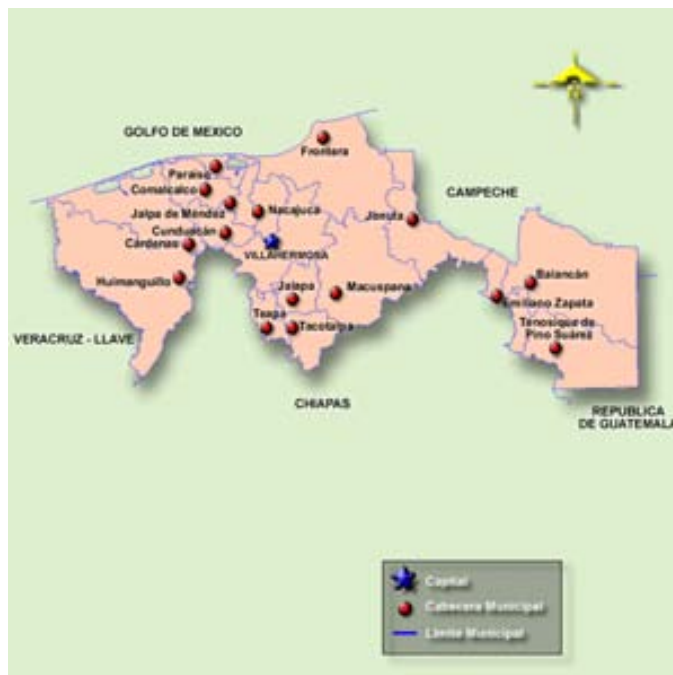 GOLFO DE MEXICO
Frontera
Paraíso
Comalcalco
CAMPECHE
Jalpa de Méndez
Nacajuca
Jonuta
Cunduacán
Cárdenas
VILLAHERMOSA
Huimanguillo
Jalapa
Macuspana
Balancán
Emiliano Zapata
Teapa
Tacotalpa
Tenosique de
Pino Suárez
VERACRUZ - LLAVE
CHIAPAS
REPUBLICA
DE GUATEMALA
Capital
Cabecera Municipal
Límite Municipal